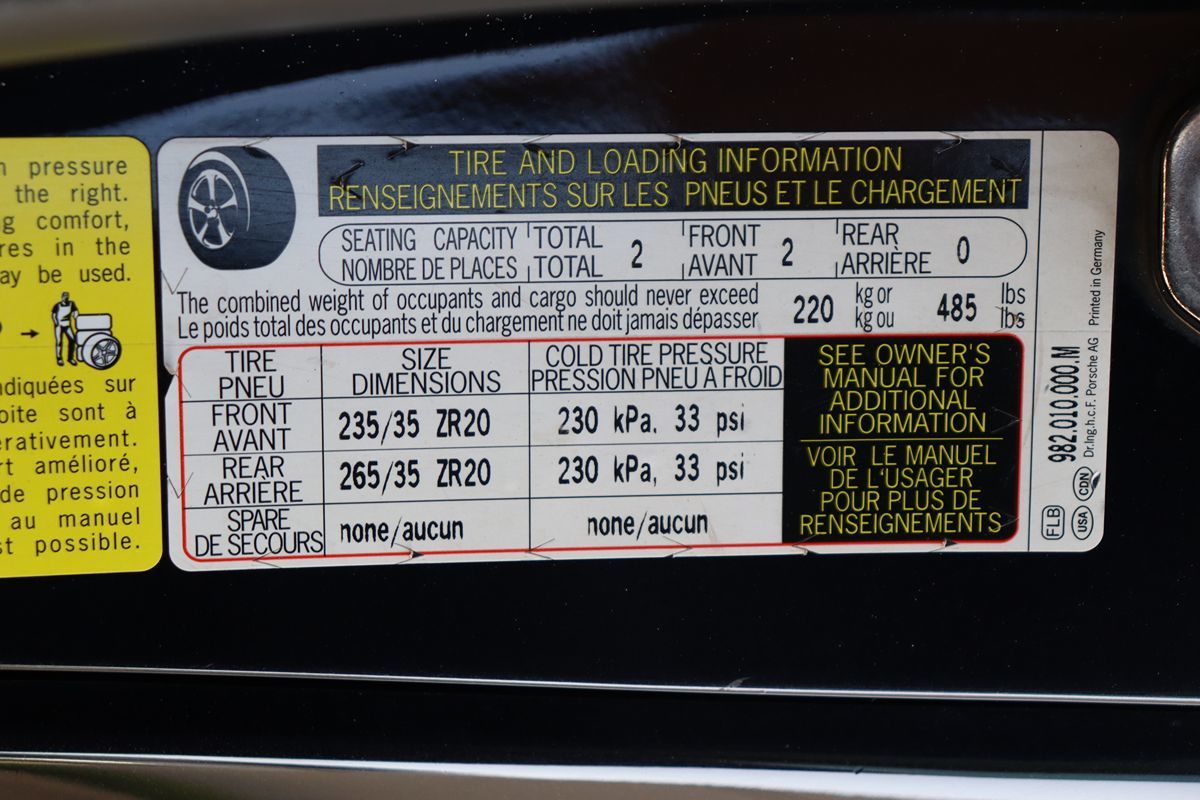 pressure
the right.
comfort,
in the
be used.
sur
sont à
amélioré,
de pression
au manuel
possible.
TIRE AND LOADING INFORMATION
RENSEIGNEMENTS SUR LES PNEUS ET LE CHARGEMENT
SEATING CAPACITY TOTAL 2 FRONT 2 REAR 0
NOMBRE DE PLACES TOTAL AVANT ARRIÈRE
The combined weight of occupants and cargo should never exceed 220 kg or 485 lbs
Le poids total des occupants et du chargement ne doit jamais dépasser kg ou lbs
TIRE SIZE COLD TIRE PRESSURE
PNEU DIMENSIONS PRESSION PNEU À FROID
FRONT 235/35 ZR20 230 kPa, 33 psi
AVANT
REAR 265/35 ZR20 230 kPa, 33 psi
ARRIÈRE
SPARE none/aucun none/aucun
DE SECOURS
SEE OWNER'S
MANUAL FOR
ADDITIONAL
INFORMATION
VOIR LE MANUEL
DE L'USAGER
POUR PLUS DE
RENSEIGNEMENTS
982.010.000.M
Dr.Ing.h.c.F. Porsche AG Printed in Germany
FLB
USA CDN